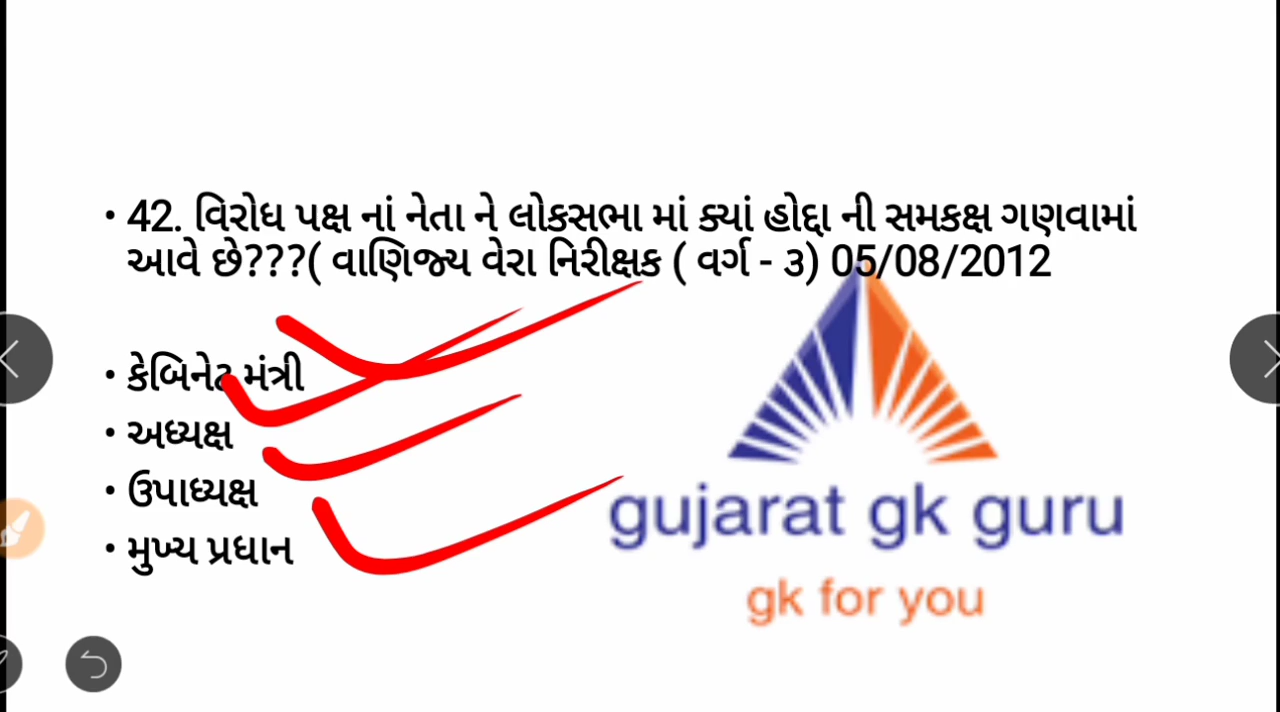 • 42. વિરોધ પક્ષ નાં નેતા ને લોકસભા માં ક્યાં હોદ્દા ની સમકક્ષ ગણવામાં
આવે છે???( વાણિજ્ય વેરા નિરીક્ષક ( વર્ગ - ૩) 05/08/2012
• કેબિનેટ મંત્રી
• અધ્યક્ષ
• ઉપાધ્યક્ષ
• મુખ્ય પ્રધાન
gujarat gk guru
gk for you